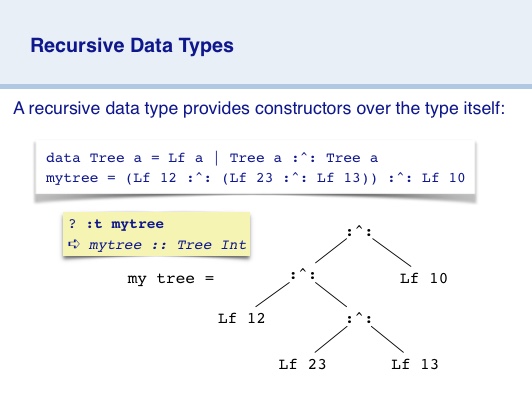 Recursive Data Types
A recursive data type provides constructors over the type itself:
data Tree a = Lf a | Tree a :^: Tree a
mytree = (Lf 12 :^: (Lf 23 :^: Lf 13)) :^: Lf 10
? :t mytree
➪ mytree :: Tree Int
:^:
my tree = :^: Lf 10
Lf 12 :^:
Lf 23 Lf 13